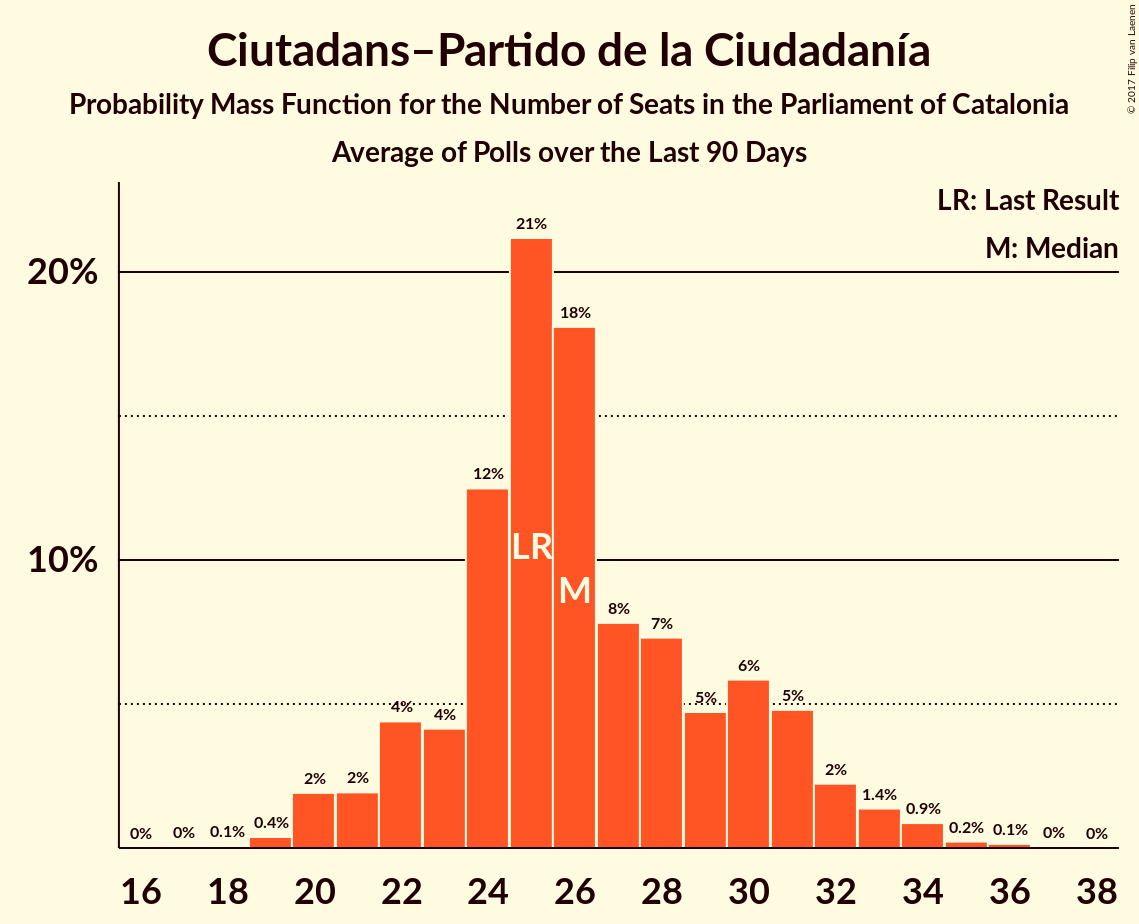 Ciutadans–Partido de la Ciudadanía
Probability Mass Function for the Number of Seats in the Parliament of Catalonia
Average of Polls over the Last 90 Days
© 2017 Filip van Laenen
LR: Last Result
M: Median
20%
10%
0% 0% 0.1% 0.4% 2% 2% 4% 4% 12% 21% 18% 8% 7% 5% 6% 5% 2% 1.4% 0.9% 0.2% 0.1% 0% 0%
LR
M
16 18 20 22 24 26 28 30 32 34 36 38